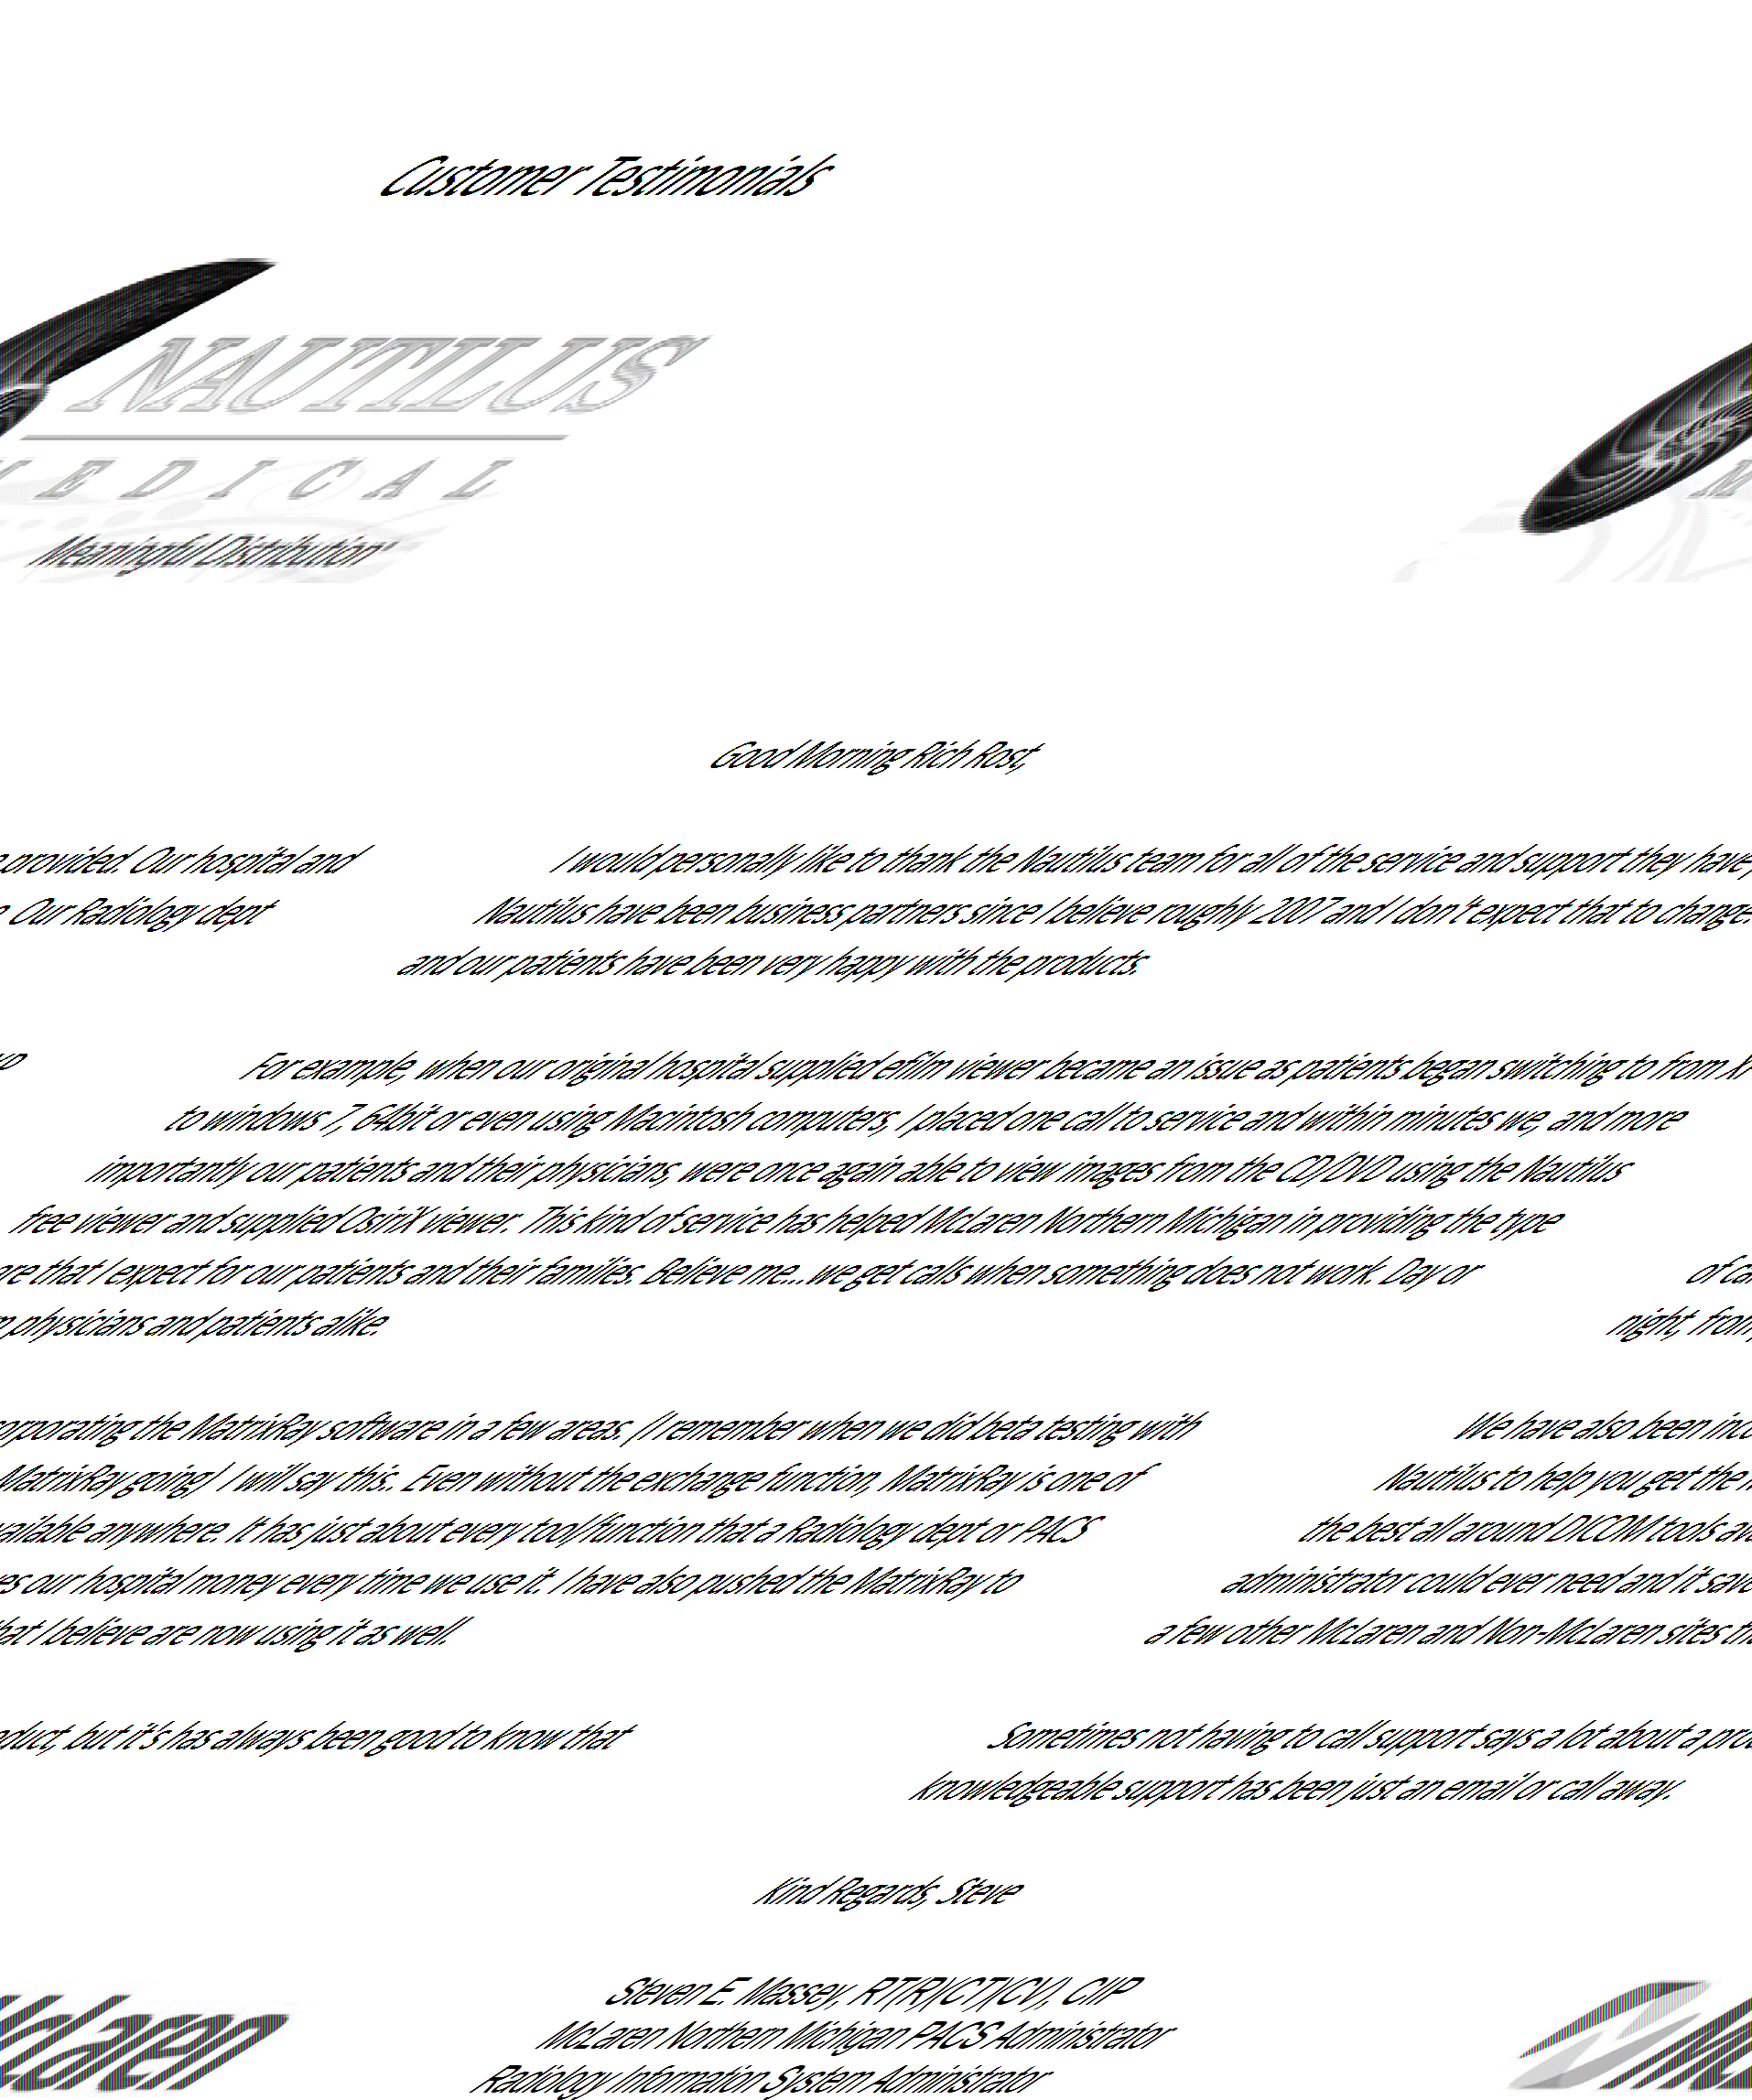 Customer Testimonials
NAUTILUS
MEDICAL
Meaningful Distribution
Good Morning Rich Rost,
I would personally like to thank the Nautilus team for all of the service and support they have provided. Our hospital and
Nautilus have been business partners since I believe roughly 2007 and I don't expect that to change. Our Radiology dept
and our patients have been very happy with the products.
For example, when our original hospital supplied efilm viewer became an issue as patients began switching to from XP
to windows 7, 64bit or even using Macintosh computers, I placed one call to service and within minutes we, and more
importantly our patients and their physicians, were once again able to view images from the CD/DVD using the Nautilus
free viewer and supplied OsiriX viewer. This kind of service has helped McLaren Northern Michigan in providing the type
of care that I expect for our patients and their families. Believe me... we get calls when something does not work. Day or
night, from physicians and patients alike.
We have also been incorporating the MatrixRay software in a few areas. (I remember when we did beta testing with
Nautilus to help you get the MatrixRay going) I will say this.. Even without the exchange function, MatrixRay is one of
the best all around DICOM tools available anywhere. It has just about every tool/function that a Radiology dept or PACS
administrator could ever need and it saves our hospital money every time we use it. I have also pushed the MatrixRay to
a few other McLaren and Non-McLaren sites that I believe are now using it as well.
Sometimes not having to call support says a lot about a product, but it's has always been good to know that
knowledgeable support has been just an email or call away.
Kind Regards, Steve
Steven E. Massey, RT(R)(CT)(CV), CIIP
McLaren Northern Michigan PACS Administrator
Radiology Information System Administrator
McLaren